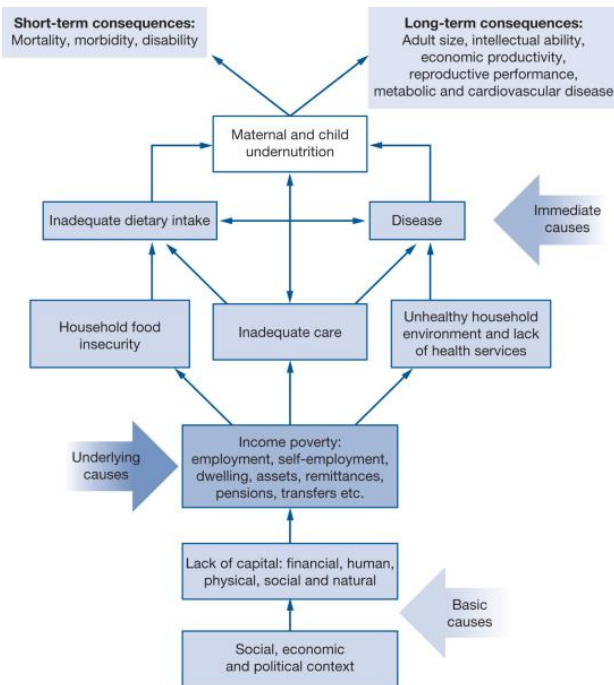 Short-term consequences:
Mortality, morbidity, disability
Long-term consequences:
Adult size, intellectual ability,
economic productivity,
reproductive performance,
metabolic and cardiovascular disease
Maternal and child
undernutrition
Inadequate dietary intake
Disease
Immediate
causes
Household food
insecurity
Inadequate care
Unhealthy household
environment and lack
of health services
Underlying
causes
Income poverty:
employment, self-employment,
dwelling, assets, remittances,
pensions, transfers etc.
Lack of capital: financial, human,
physical, social and natural
Basic
causes
Social, economic
and political context